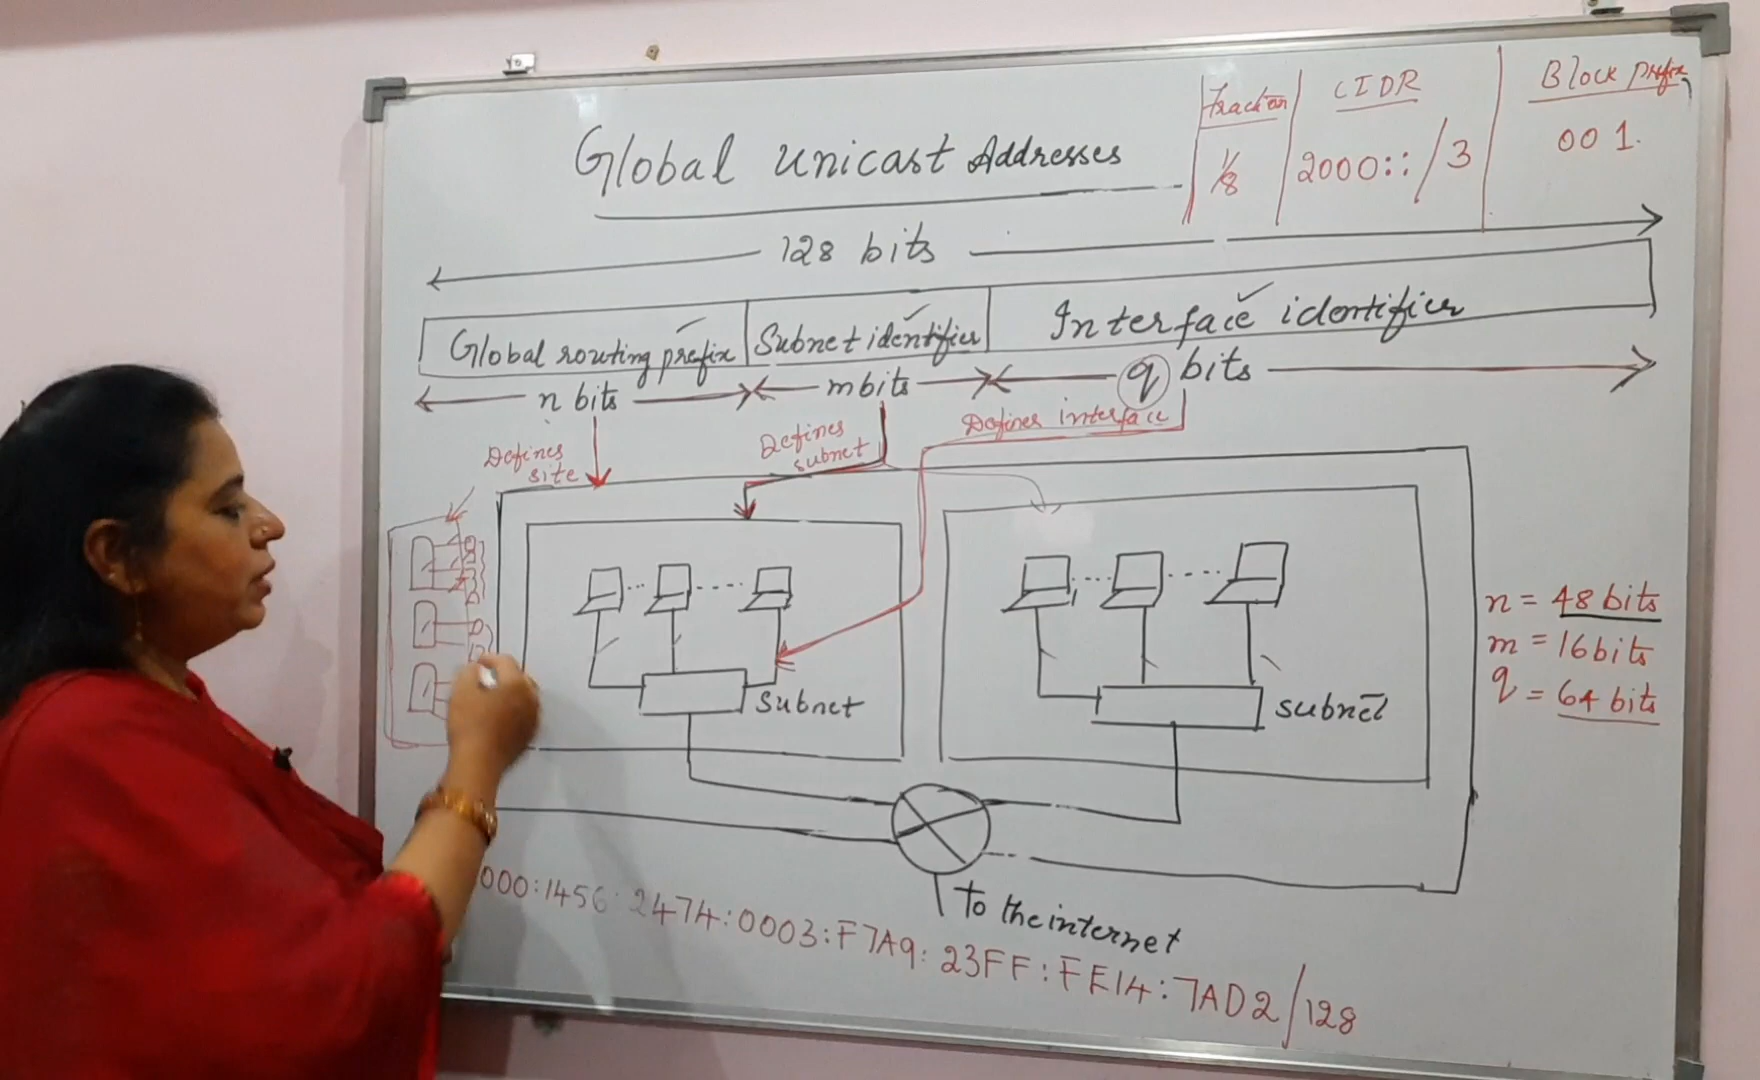 Global unicast Addresses
Fraction
1/8
CIDR
2000::/3
Block Prefix
001.
128 bits
Global routing prefix
Subnet identifier
Interface identifier
n bits
m bits
q bits
Defines
site
Defines
subnet
Defines interface
subnet
subnet
n = 48 bits
m = 16 bits
q = 64 bits
To the internet
000:1456:2474:0003:F7A9:23FF:FE14:7AD2/128